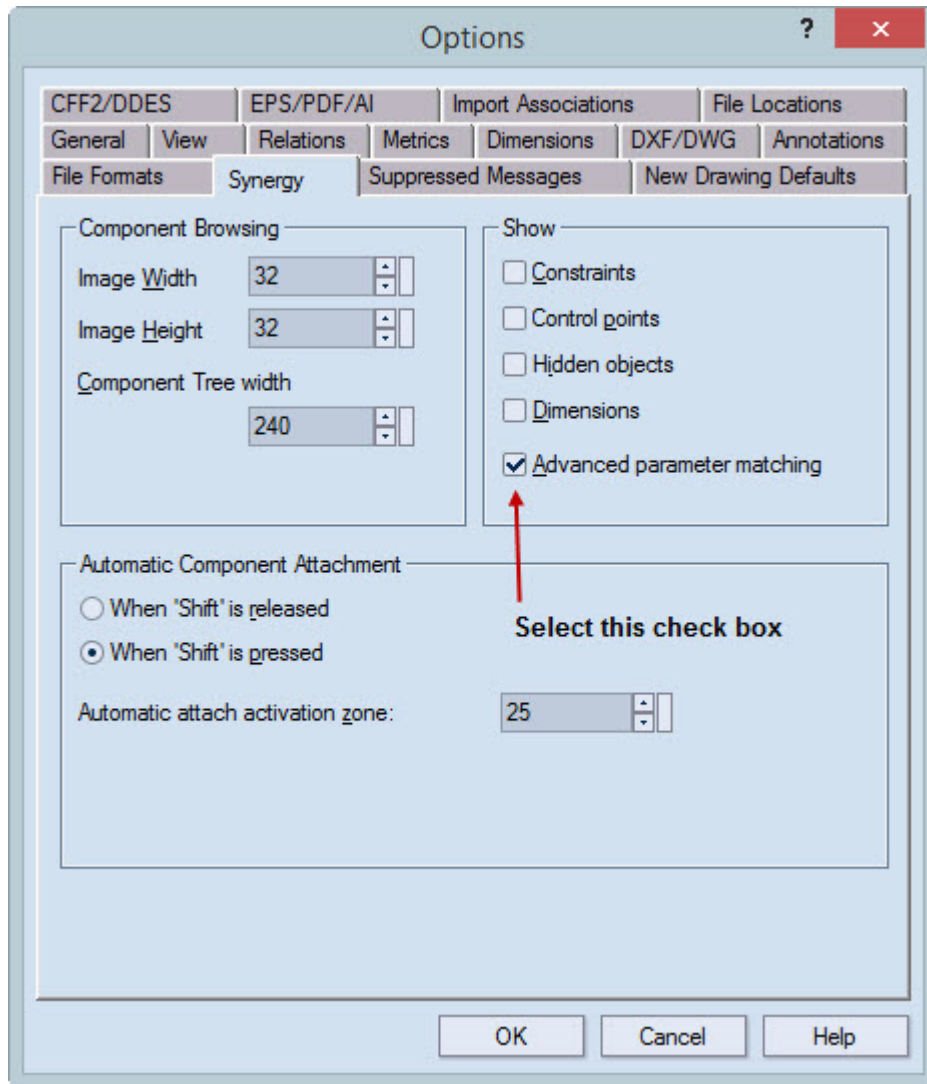 Options
?
CFF2/DDES EPS/PDF/AI Import Associations File Locations
General View Relations Metrics Dimensions DXF/DWG Annotations
File Formats Synergy Suppressed Messages New Drawing Defaults
Component Browsing
Image Width 32
Image Height 32
Component Tree width
240
Show
Constraints
Control points
Hidden objects
Dimensions
Advanced parameter matching
Automatic Component Attachment
When 'Shift' is released
When 'Shift' is pressed
Select this check box
Automatic attach activation zone: 25
OK Cancel Help